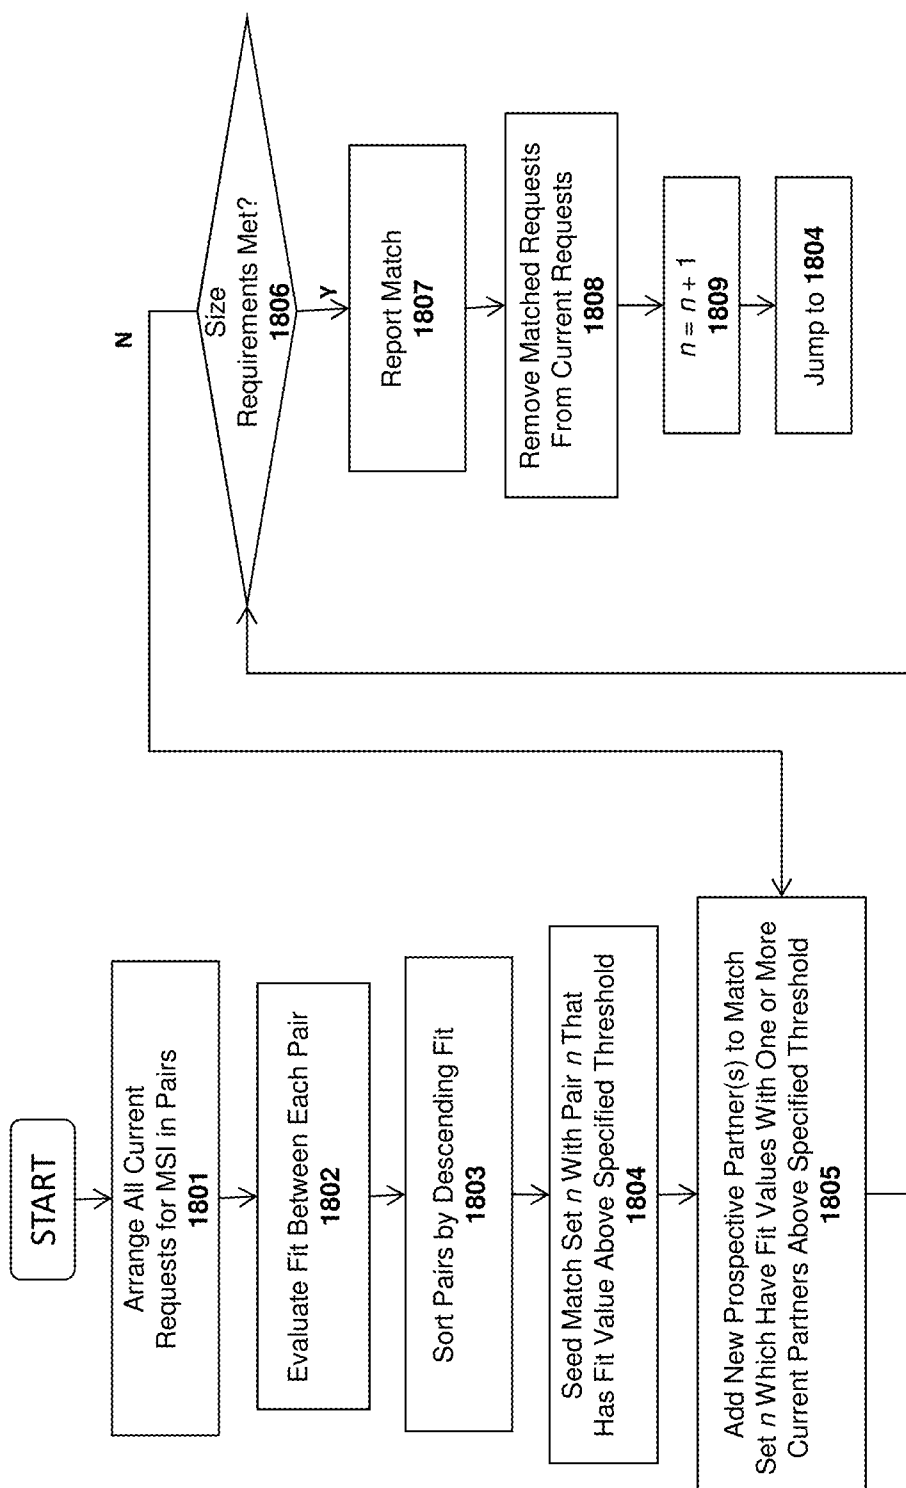 START
Arrange All Current
Requests for MSI in Pairs
1801
Evaluate Fit Between Each Pair
1802
Sort Pairs by Descending Fit
1803
Seed Match Set n With Pair n That
Has Fit Value Above Specified Threshold
1804
Add New Prospective Partner(s) to Match
Set n Which Have Fit Values With One or More
Current Partners Above Specified Threshold
1805
N
Size
Requirements Met?
1806
Y
Report Match
1807
Remove Matched Requests
From Current Requests
1808
n = n + 1
1809
Jump to 1804